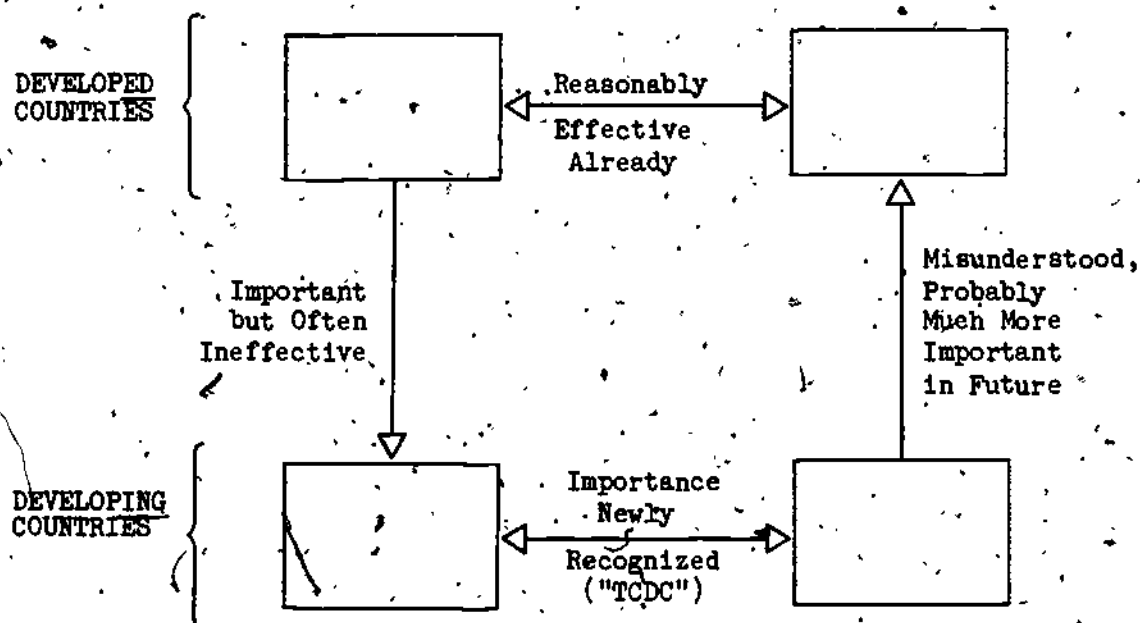 DEVELOPED
COUNTRIES
Reasonably
Effective
Already
Important
but Often
Ineffective
Misunderstood,
Probably
Much More
Important
in Future
DEVELOPING
COUNTRIES
Importance
Newly
Recognized
("TCDC")